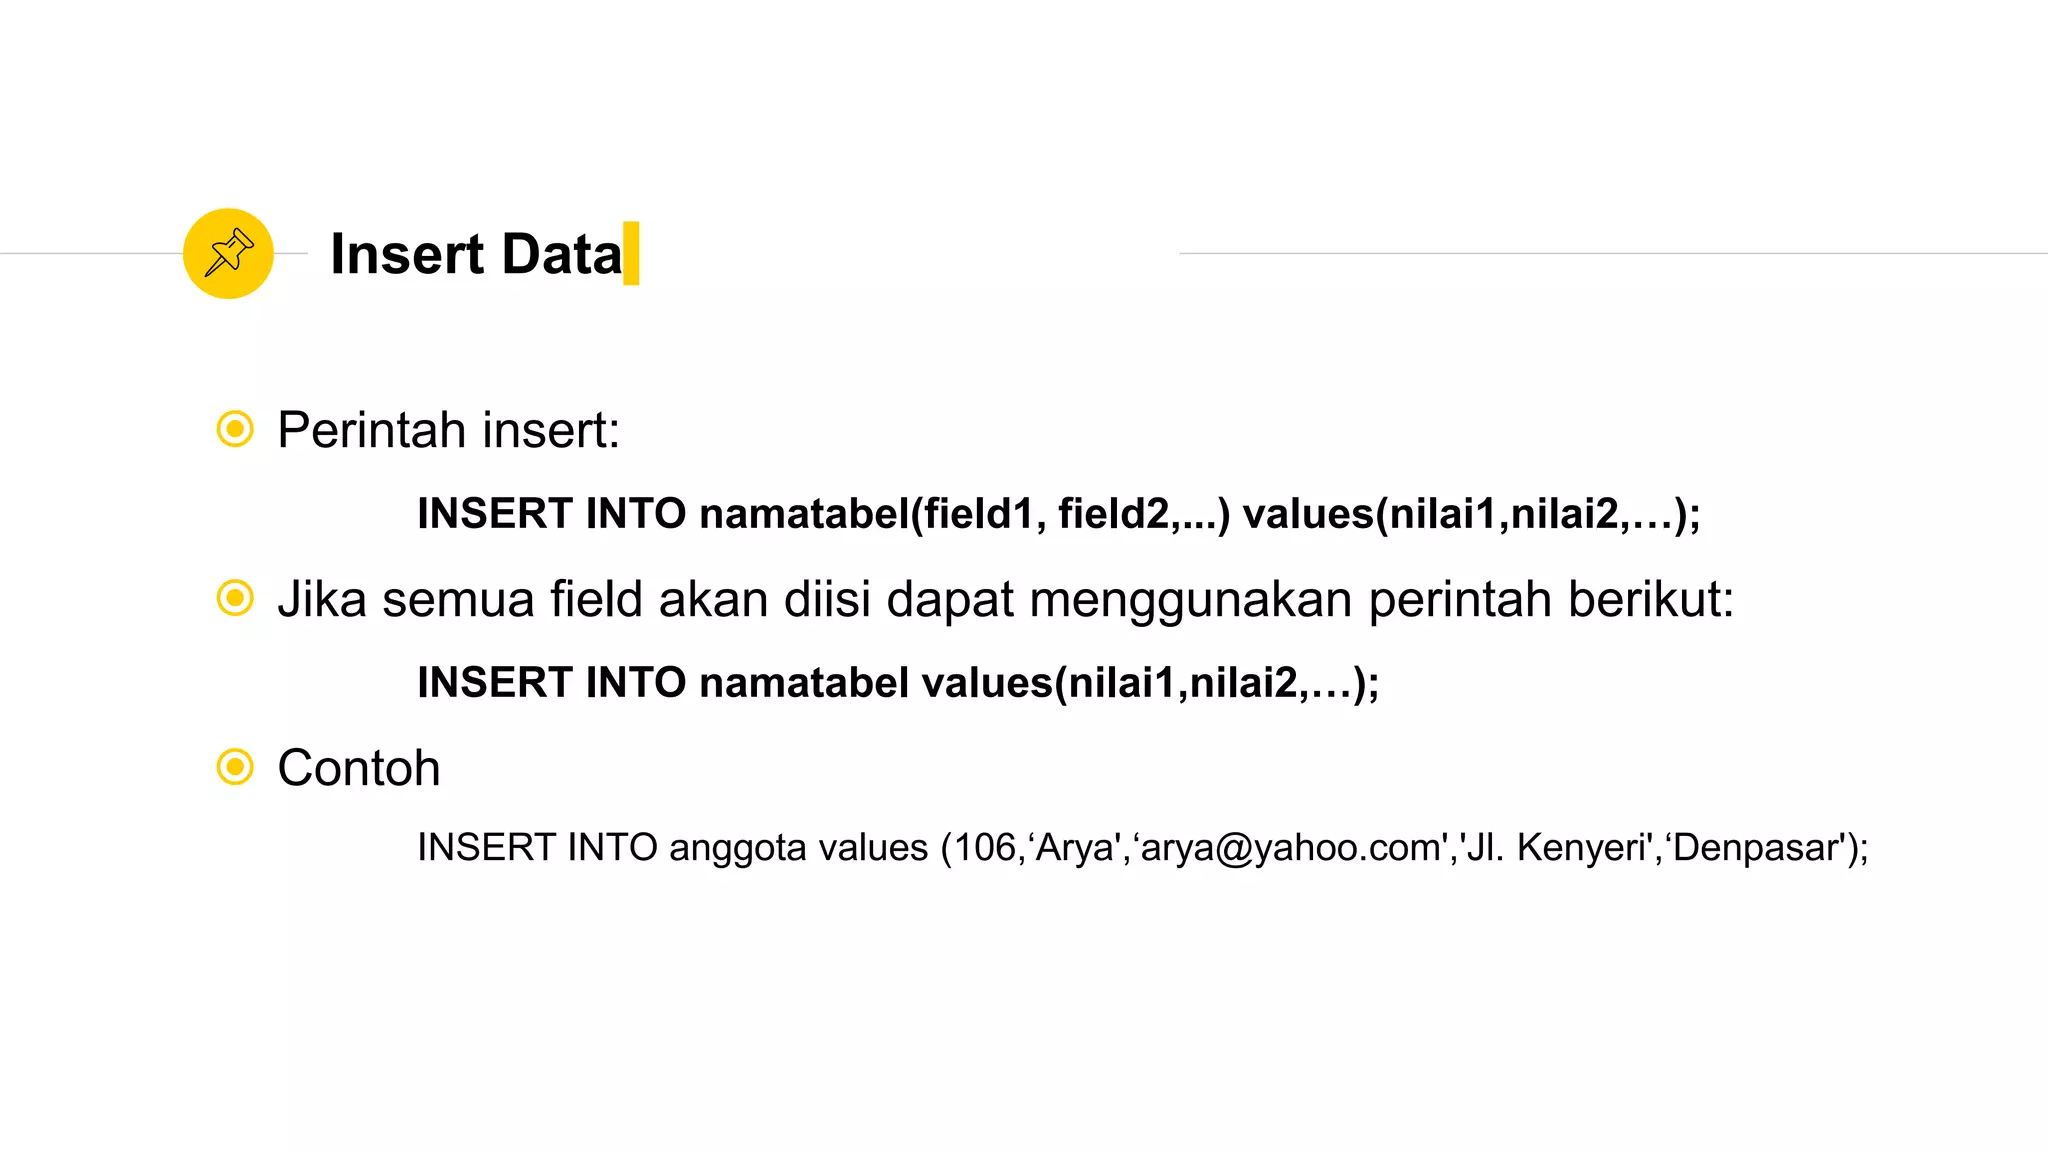 Insert Data
Perintah insert:
INSERT INTO namatabel(field1, field2,...) values(nilai1,nilai2,…);
Jika semua field akan diisi dapat menggunakan perintah berikut:
INSERT INTO namatabel values(nilai1,nilai2,…);
Contoh
INSERT INTO anggota values (106,‘Arya',‘arya@yahoo.com','Jl. Kenyeri',‘Denpasar');